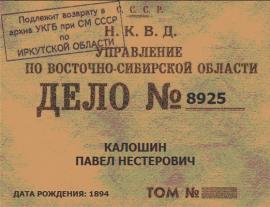 Подлежит возврату в
архив УКГБ при СМ СССР
по
ИРКУТСКОЙ ОБЛАСТИ
С. С. С. Р.
Н. К. В. Д.
УПРАВЛЕНИЕ
ПО ВОСТОЧНО-СИБИРСКОЙ ОБЛАСТИ
ДЕЛО № 8925
КАЛОШИН
ПАВЕЛ НЕСТЕРОВИЧ
ДАТА РОЖДЕНИЯ: 1894
ТОМ №